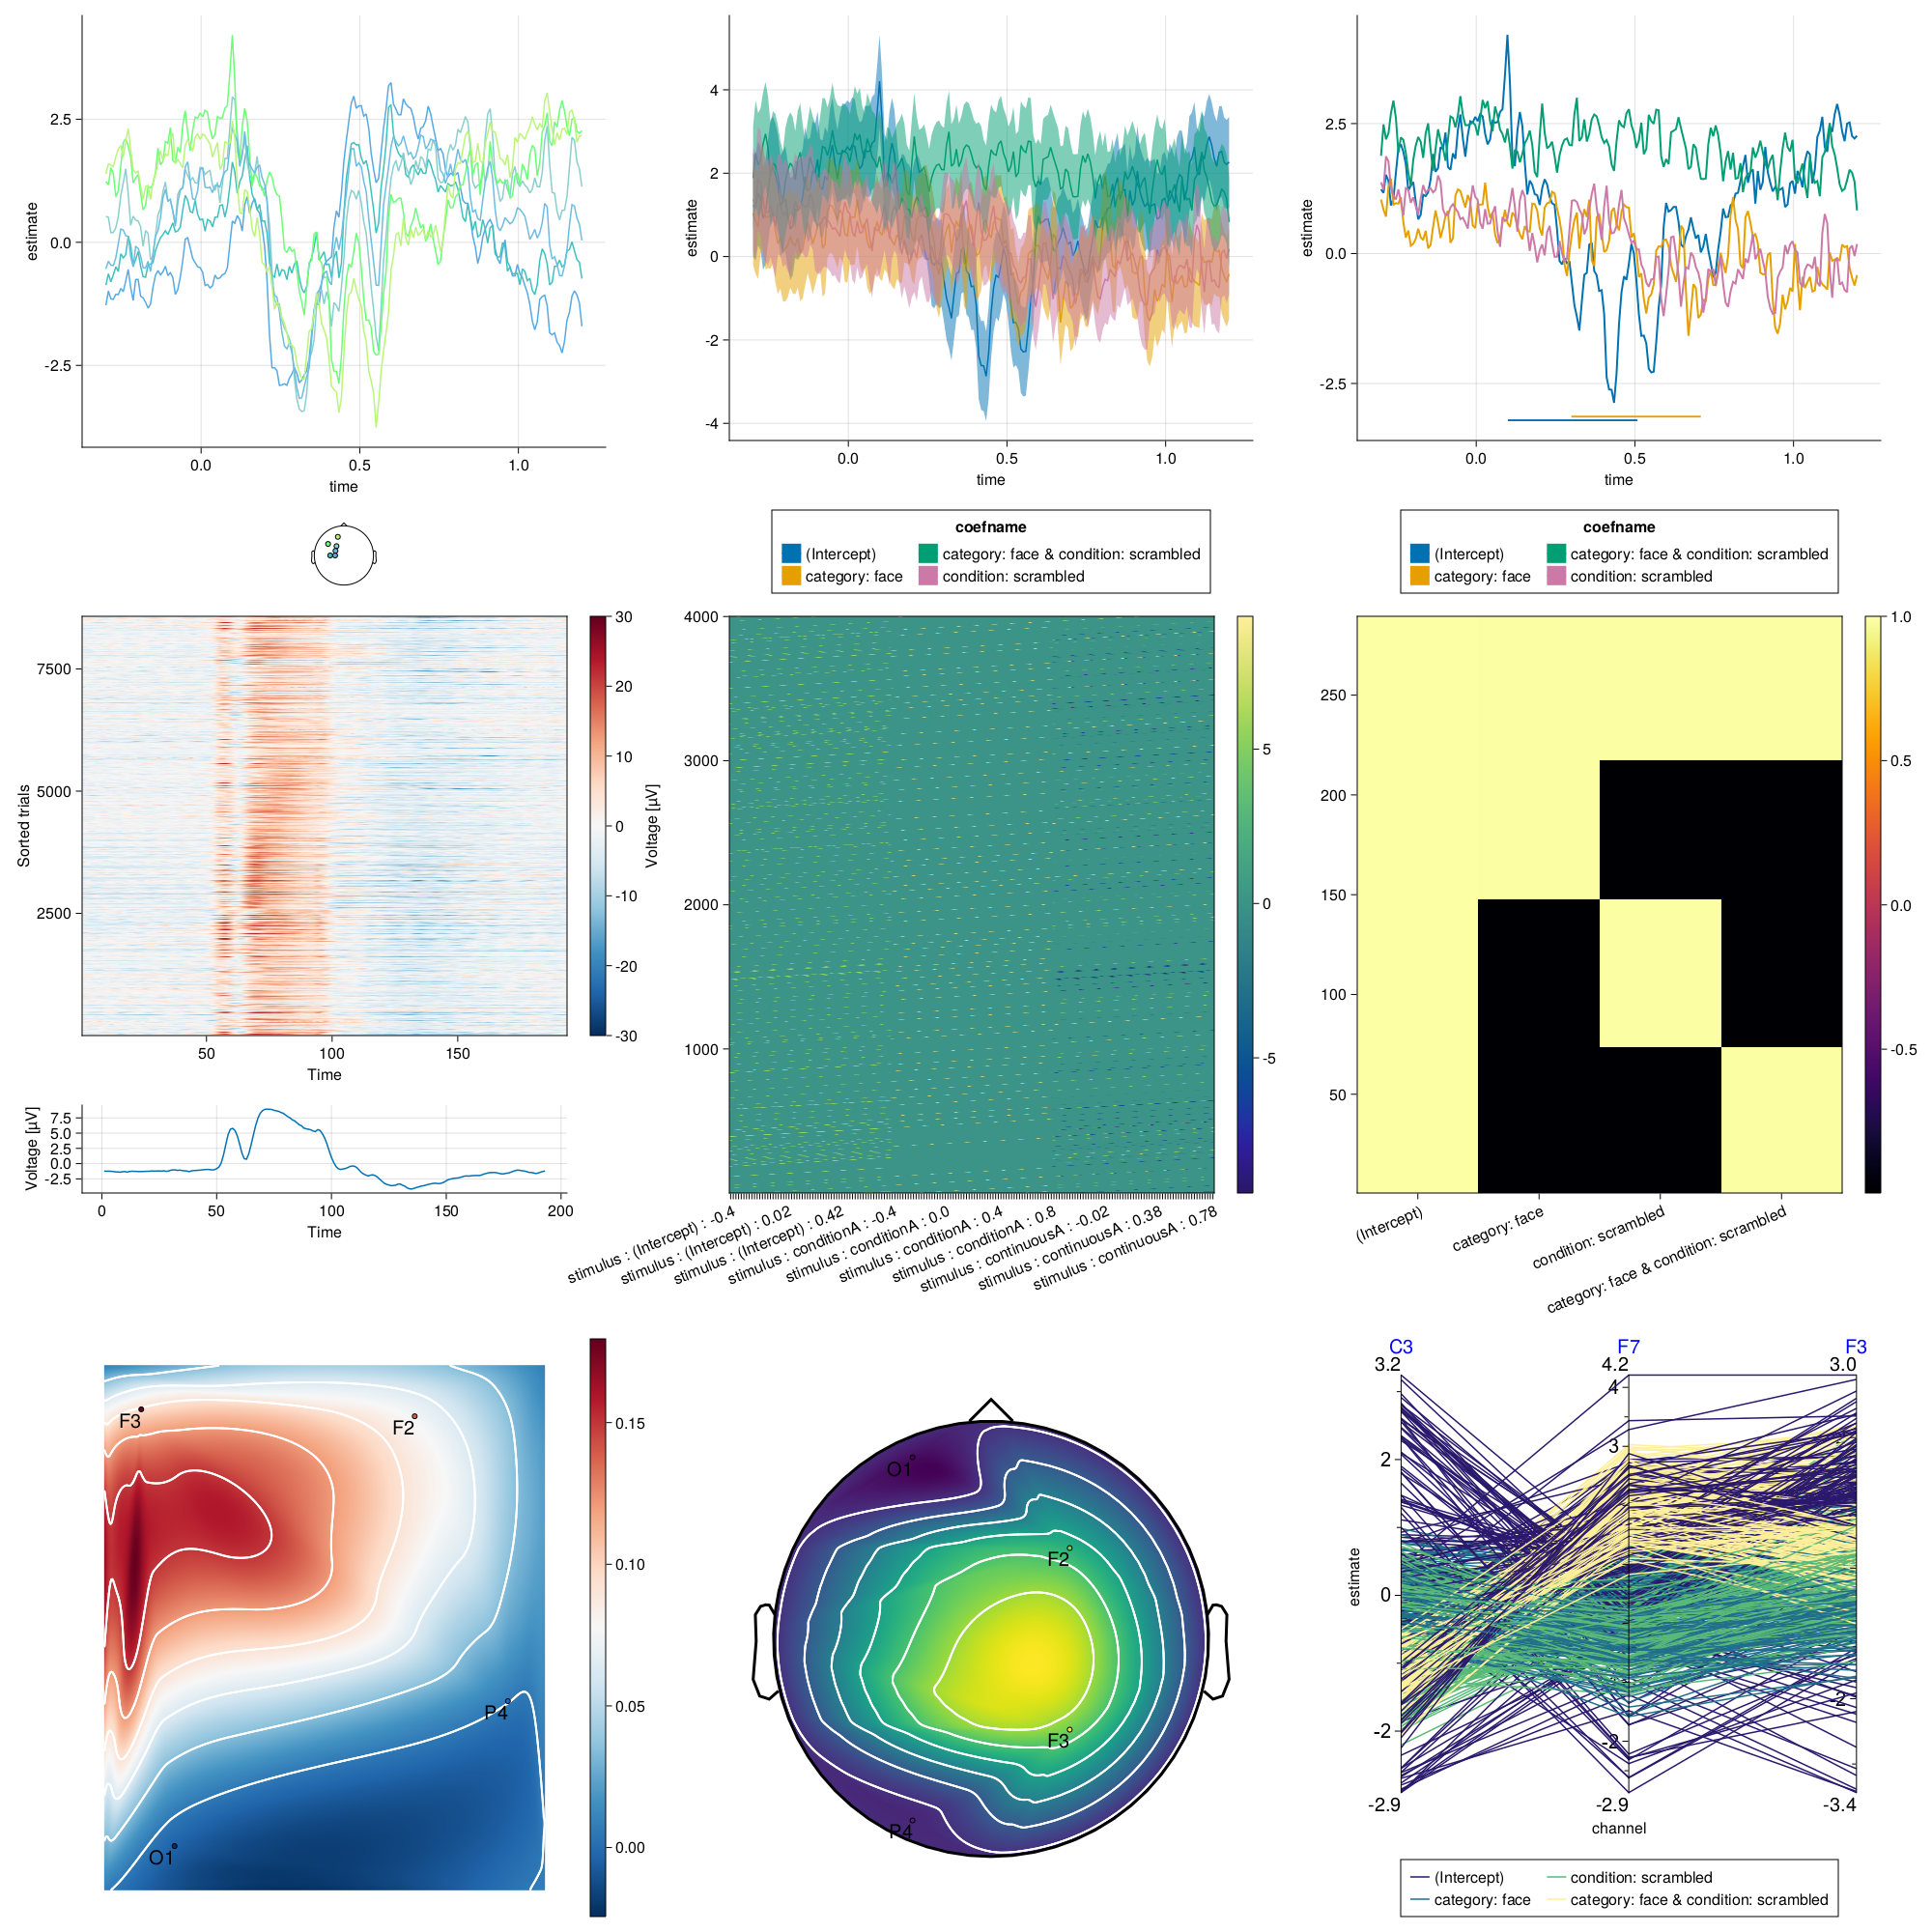 2.5
0.0
-2.5
estimate
0.0
0.5
1.0
time
4
2
0
-2
-4
estimate
0.0
0.5
1.0
time
2.5
0.0
-2.5
estimate
0.0
0.5
1.0
time
coefname
(Intercept)
category: face & condition: scrambled
category: face
condition: scrambled
coefname
(Intercept)
category: face & condition: scrambled
category: face
condition: scrambled
7500
5000
2500
Sorted trials
50
100
150
Time
30
20
10
0
-10
-20
-30
Voltage [µV]
7.5
5.0
2.5
0.0
-2.5
Voltage [µV]
0
50
100
150
200
Time
4000
3000
2000
1000
stimulus : (Intercept) : -0.4
stimulus : (Intercept) : 0.02
stimulus : (Intercept) : 0.42
stimulus : conditionA : -0.4
stimulus : conditionA : 0.0
stimulus : conditionA : 0.4
stimulus : conditionA : 0.8
stimulus : continuousA : -0.02
stimulus : continuousA : 0.38
stimulus : continuousA : 0.78
5
0
-5
250
200
150
100
50
(Intercept)
category: face
condition: scrambled
category: face & condition: scrambled
1.0
0.5
0.0
-0.5
F3
F2
P4
O1
0.15
0.10
0.05
0.00
O1
F2
F3
P4
C3
F7
F3
3.2
4.2
3.0
4
3
2
0
-2
-2
-2
-2.9
-2.9
-3.4
estimate
channel
(Intercept)
condition: scrambled
category: face
category: face & condition: scrambled